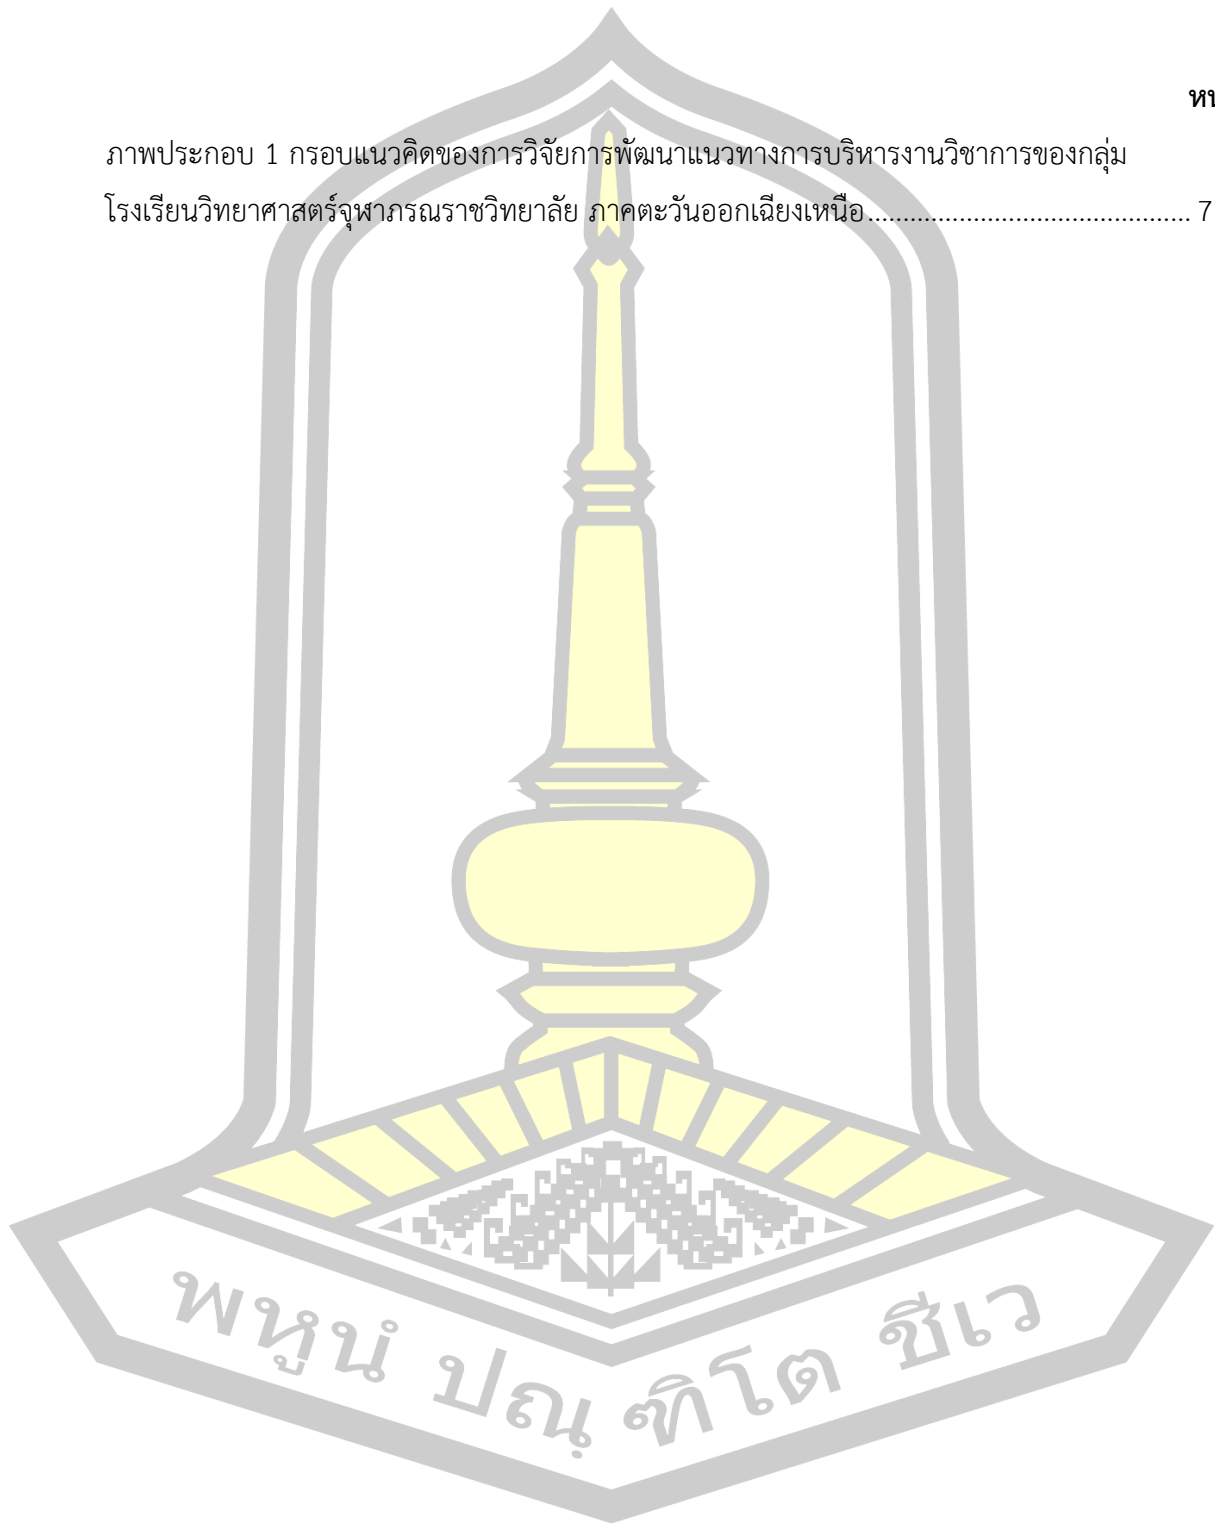 ภาพประกอบ 1 กรอบแนวคิดของการวิจัยการพัฒนาแนวทางการบริหารงานวิชาการของกลุ่ม
โรงเรียนวิทยาศาสตร์จุฬาภรณราชวิทยาลัย ภาคตะวันออกเฉียงเหนือ.............................................. 7
พหูนํ ปณฺฑิโต ชีเว